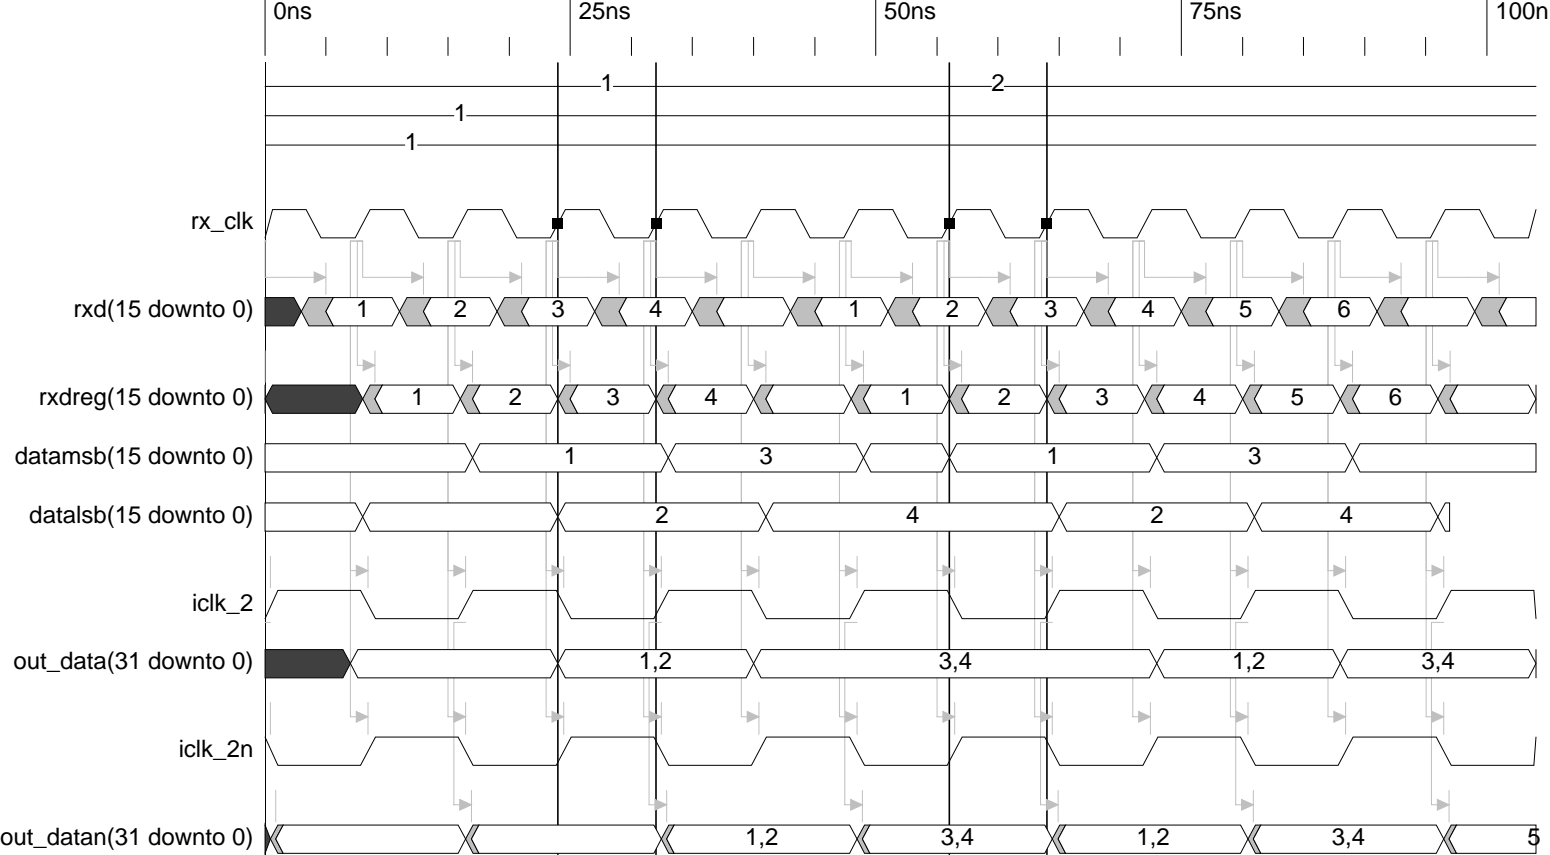 0ns 25ns 50ns 75ns 100n
1 2
1
1
rx_clk
rxd(15 downto 0) 1 2 3 4 1 2 3 4 5 6
rxdreg(15 downto 0) 1 2 3 4 1 2 3 4 5 6
datamsb(15 downto 0) 1 3 1 3
datalsb(15 downto 0) 2 4 2 4
iclk_2
out_data(31 downto 0) 1,2 3,4 1,2 3,4
iclk_2n
out_datan(31 downto 0) 1,2 3,4 1,2 3,4 5